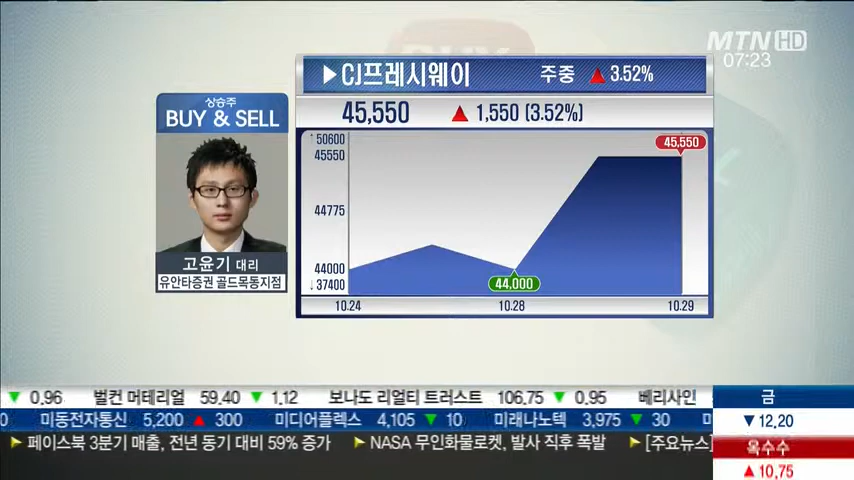 MTN HD
07:23
▶CJ프레시웨이 주중 ▲ 3.52%
45,550 ▲ 1,550 (3.52%)
상승주
BUY & SELL
고윤기 대리
유안타증권 골드목동지점
↑50600
45550
44775
44000
↓37400
45,550
44,000
10.24 10.28 10.29
▼ 0.96 벌컨 머테리얼 59.40 ▼ 1.12 보나도 리얼티 트러스트 106.75 ▼ 0.95 베리사인
0 미동전자통신 5,200 ▲ 300 미디어플렉스 4,105 ▼ 10 미래나노텍 3,975 ▼ 30
▶페이스북 3분기 매출, 전년 동기 대비 59% 증가 ▶NASA 무인화물로켓, 발사 직후 폭발 ▶[주요뉴스]
금
▼12,20
옥수수
▲10,75